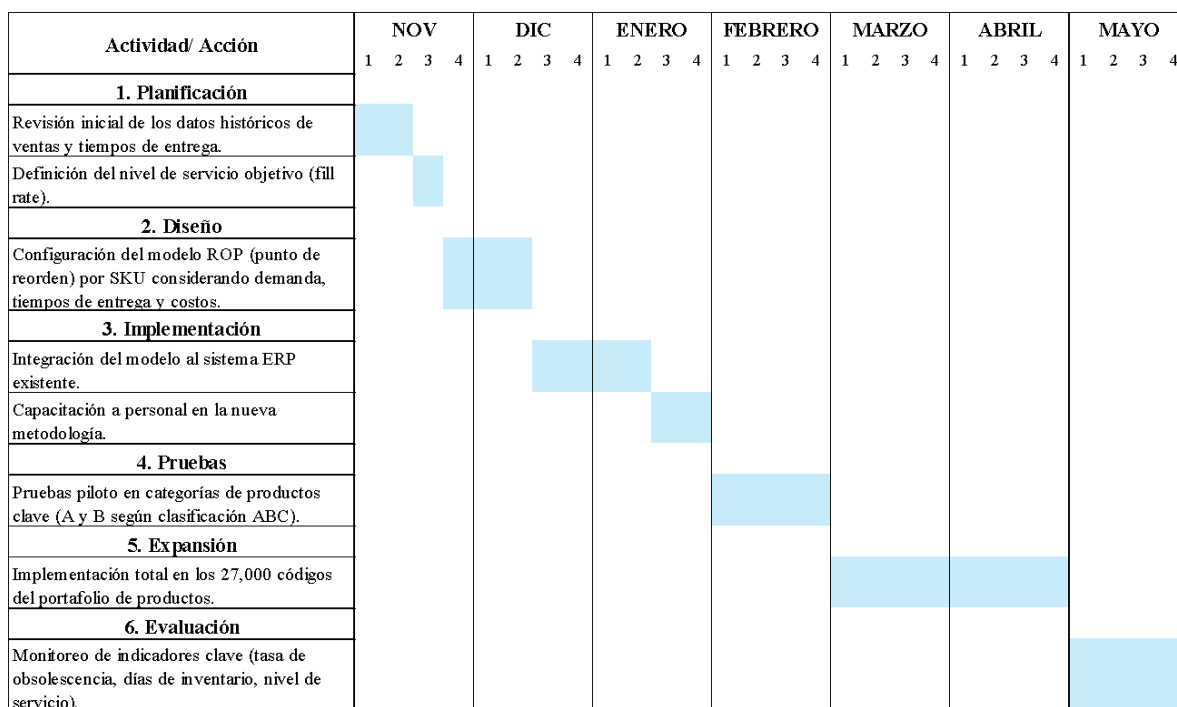 Actividad/ Acción
NOV DIC ENERO FEBRERO MARZO ABRIL MAYO
1 2 3 4 1 2 3 4 1 2 3 4 1 2 3 4 1 2 3 4 1 2 3 4 1 2 3 4
1. Planificación
Revisión inicial de los datos históricos de
ventas y tiempos de entrega.
Definición del nivel de servicio objetivo (fill
rate).
2. Diseño
Configuración del modelo ROP (punto de
reorden) por SKU considerando demanda,
tiempos de entrega y costos.
3. Implementación
Integración del modelo al sistema ERP
existente.
Capacitación a personal en la nueva
metodología.
4. Pruebas
Pruebas piloto en categorías de productos
clave (A y B según clasificación ABC).
5. Expansión
Implementación total en los 27,000 códigos
del portafolio de productos.
6. Evaluación
Monitoreo de indicadores clave (tasa de
obsolescencia, días de inventario, nivel de
servicio).